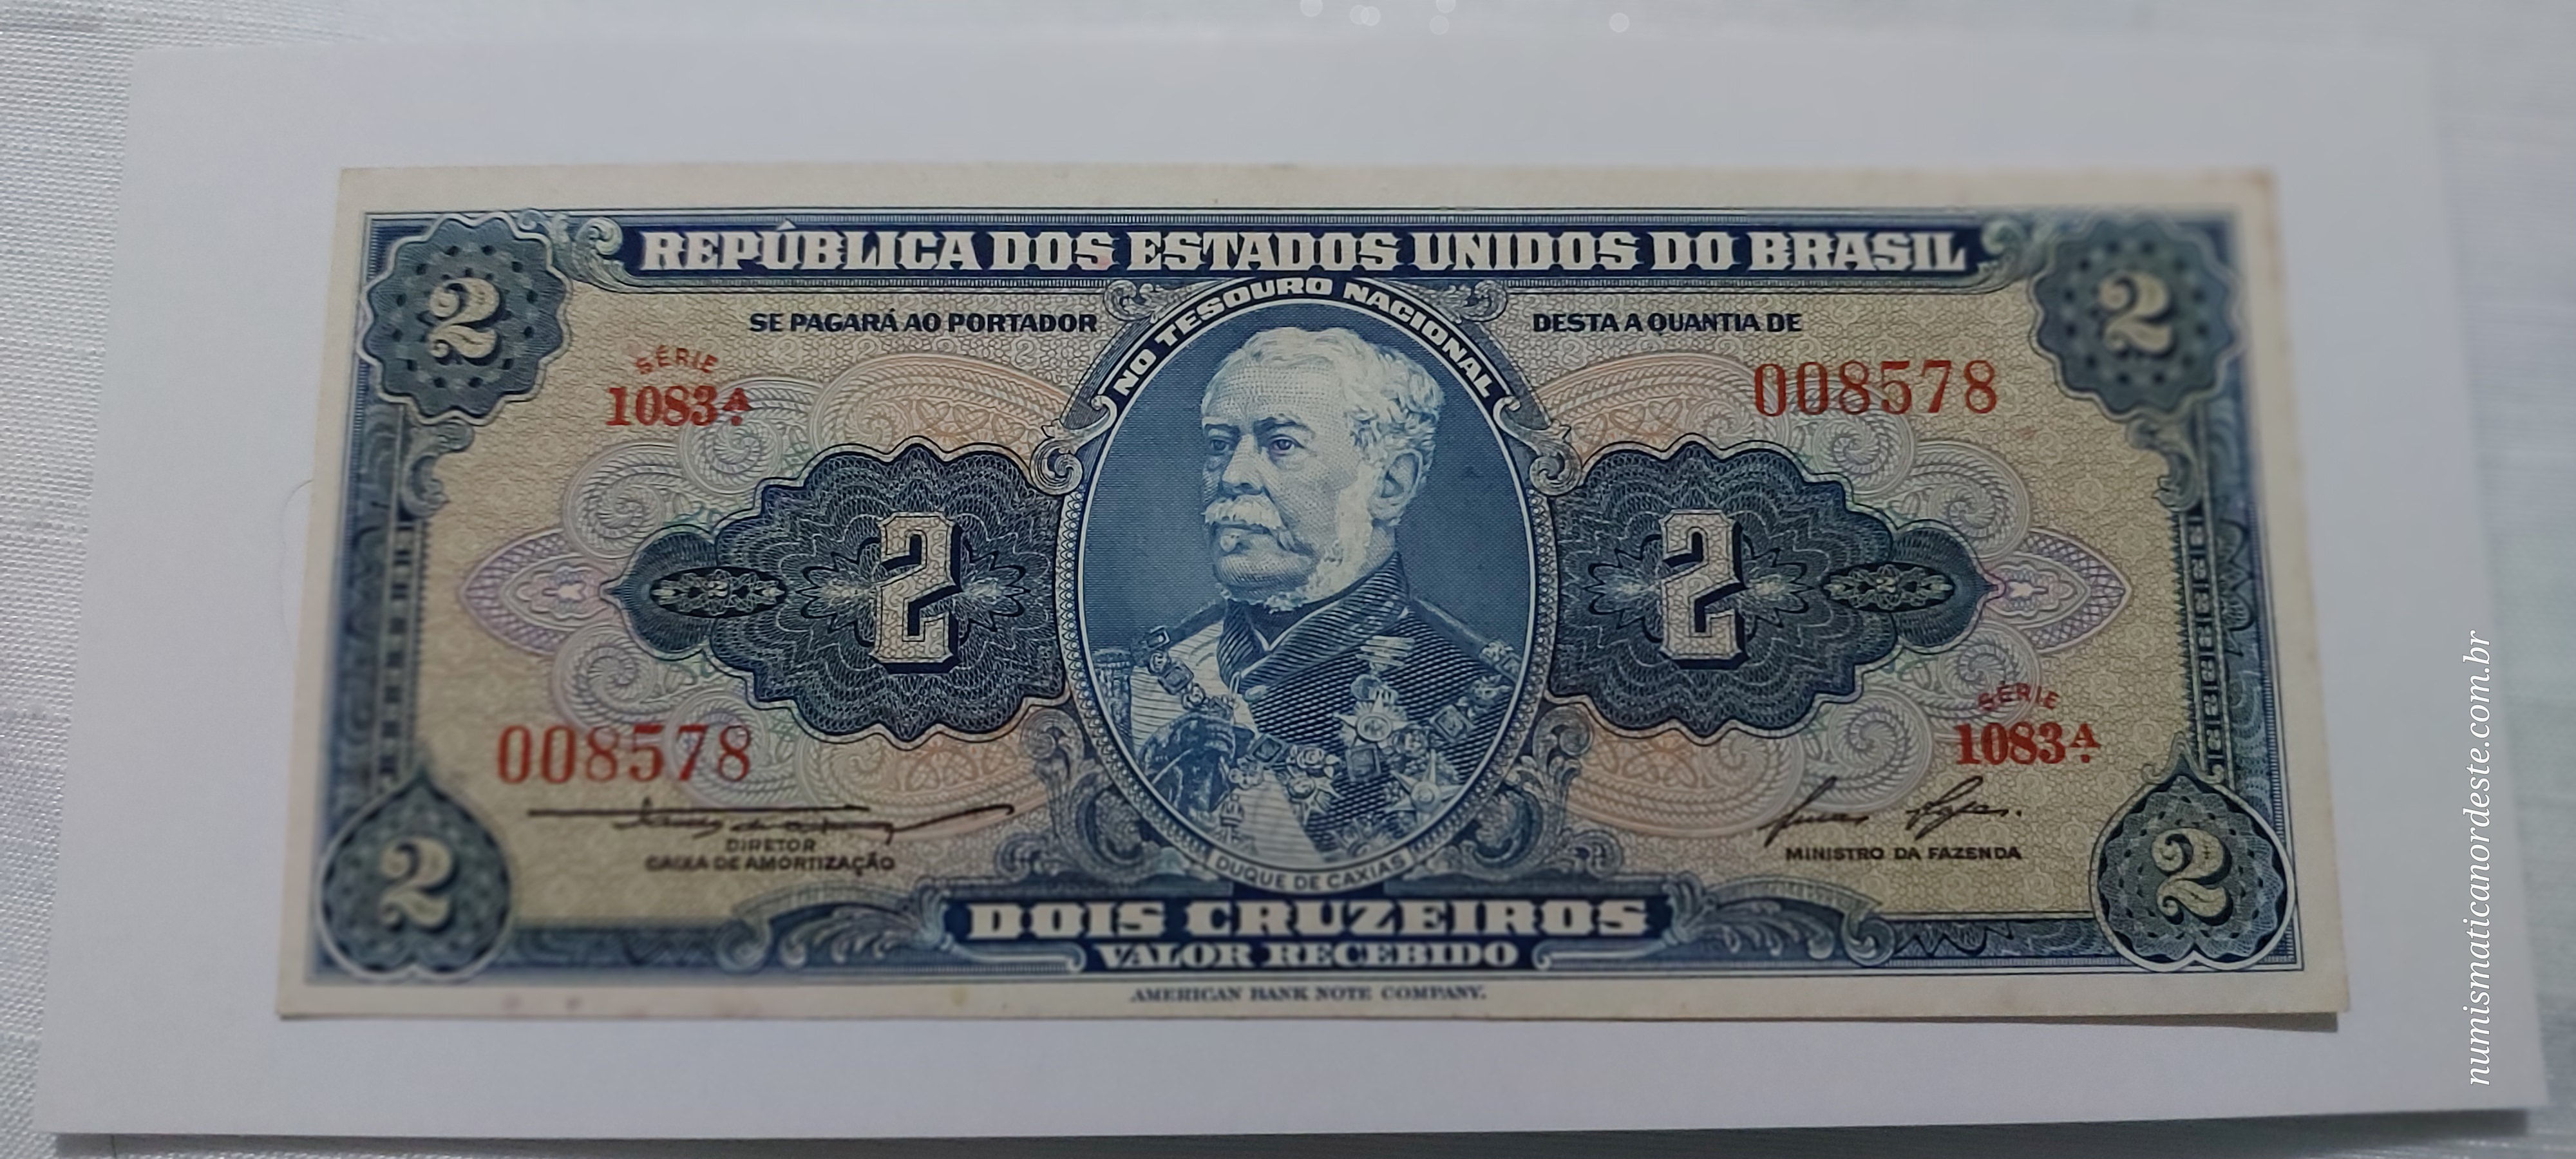 REPÚBLICA DOS ESTADOS UNIDOS DO BRASIL
2
2
NO TESOURO NACIONAL
SE PAGARÁ AO PORTADOR
DESTA A QUANTIA DE
SÉRIE
1083A
008578
2
2
2
2
008578
SÉRIE
1083A
DIRETOR
CAIXA DE AMORTIZAÇÃO
MINISTRO DA FAZENDA
DUQUE DE CAXIAS
2
2
DOIS CRUZEIROS
VALOR RECEBIDO
AMERICAN BANK NOTE COMPANY.
numismaticanordeste.com.br